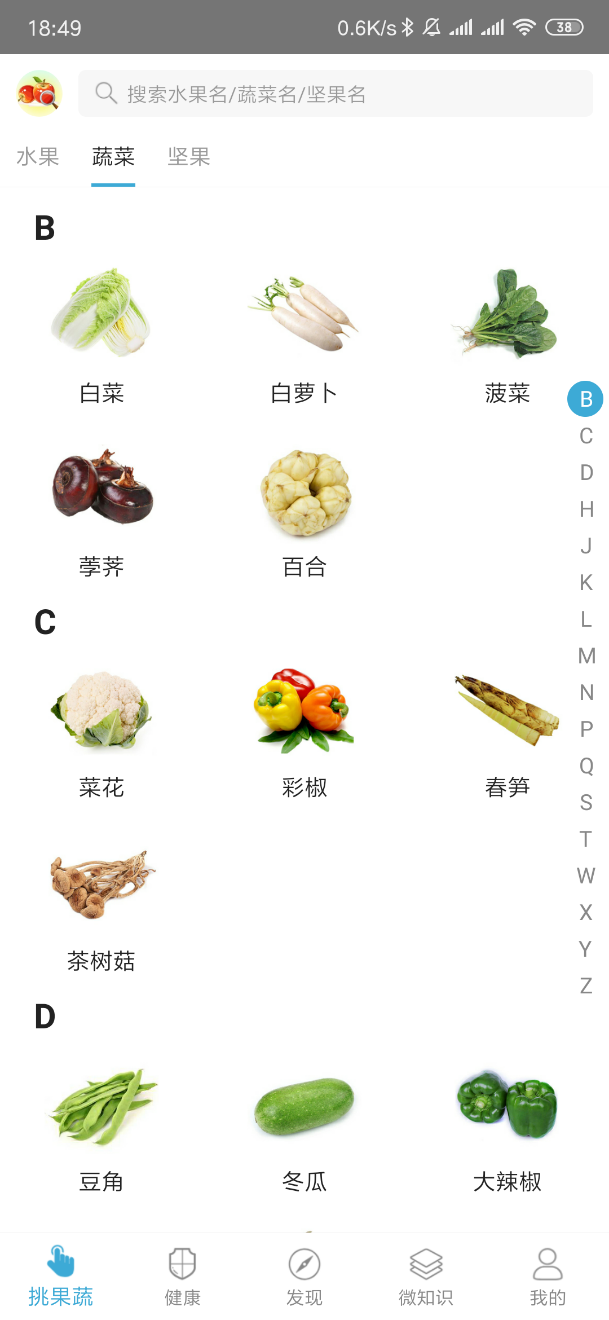 18:49 0.6K/s 38
搜索水果名/蔬菜名/坚果名
水果 蔬菜 坚果
B
白菜 白萝卜 菠菜
荸荠 百合
C
菜花 彩椒 春笋
茶树菇
D
豆角 冬瓜 大辣椒
B
C
D
H
J
K
L
M
N
P
Q
S
T
W
X
Y
Z
挑果蔬 健康 发现 微知识 我的